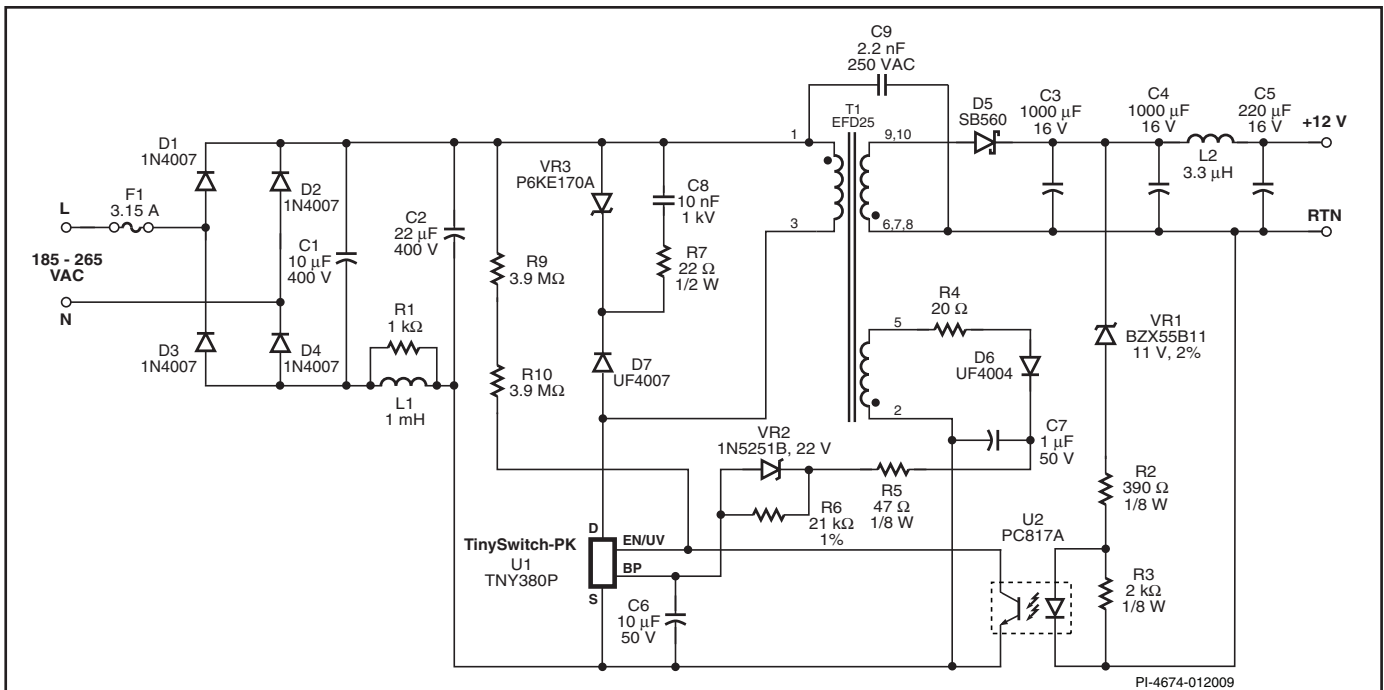 C9
2.2 nF
250 VAC
T1
EFD25
D5
SB560
C3
1000 μF
16 V
C4
1000 μF
16 V
C5
220 μF
16 V
+12 V
L2
3.3 μH
1
9,10
D1
1N4007
D2
1N4007
F1
3.15 A
L
185 - 265
VAC
N
C1
10 μF
400 V
C2
22 μF
400 V
VR3
P6KE170A
C8
10 nF
1 kV
R7
22 Ω
1/2 W
3
6,7,8
RTN
R9
3.9 MΩ
R1
1 kΩ
D3
1N4007
D4
1N4007
L1
1 mH
R10
3.9 MΩ
D7
UF4007
5
R4
20 Ω
D6
UF4004
2
VR1
BZX55B11
11 V, 2%
C7
1 μF
50 V
VR2
1N5251B, 22 V
R5
47 Ω
1/8 W
R6
21 kΩ
1%
R2
390 Ω
1/8 W
U2
PC817A
D
TinySwitch-PK
U1
TNY380P
EN/UV
BP
S
C6
10 μF
50 V
R3
2 kΩ
1/8 W
PI-4674-012009